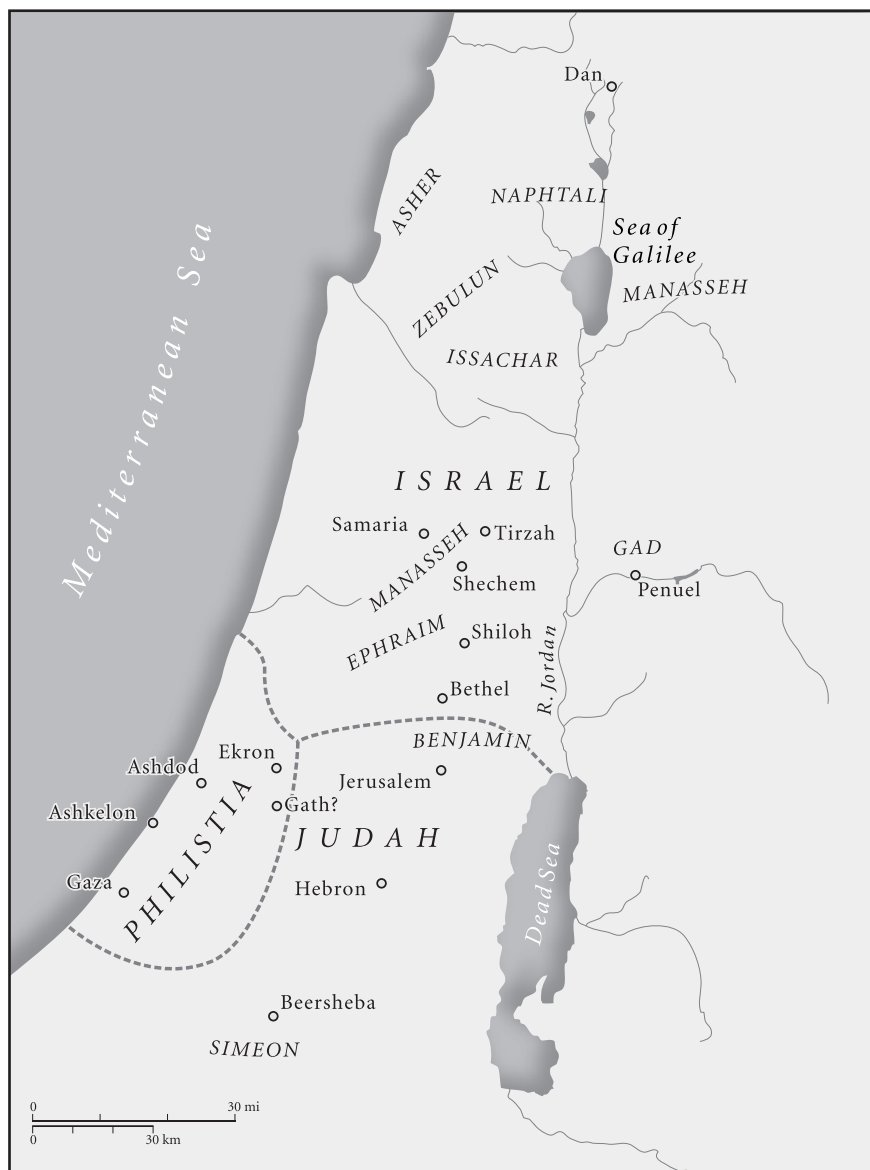 Dan
ASHER
NAPHTALI
Sea of
Galilee
Mediterranean Sea
ZEBULUN
MANASSEH
ISSACHAR
ISRAEL
Samaria
Tirzah
MANASSEH
GAD
Shechem
Penuel
EPHRAIM
Shiloh
R. Jordan
Bethel
BENJAMIN
Ekron
Ashdod
Jerusalem
Gath?
Ashkelon
PHILISTIA
JUDAH
Gaza
Hebron
Dead Sea
Beersheba
SIMEON
0 30 mi
0 30 km